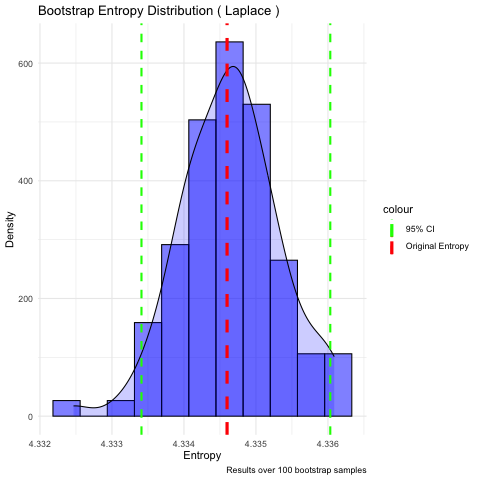 Bootstrap Entropy Distribution ( Laplace )
600
400
200
0
Density
4.332 4.333 4.334 4.335 4.336
Entropy
Results over 100 bootstrap samples
colour
95% CI
Original Entropy